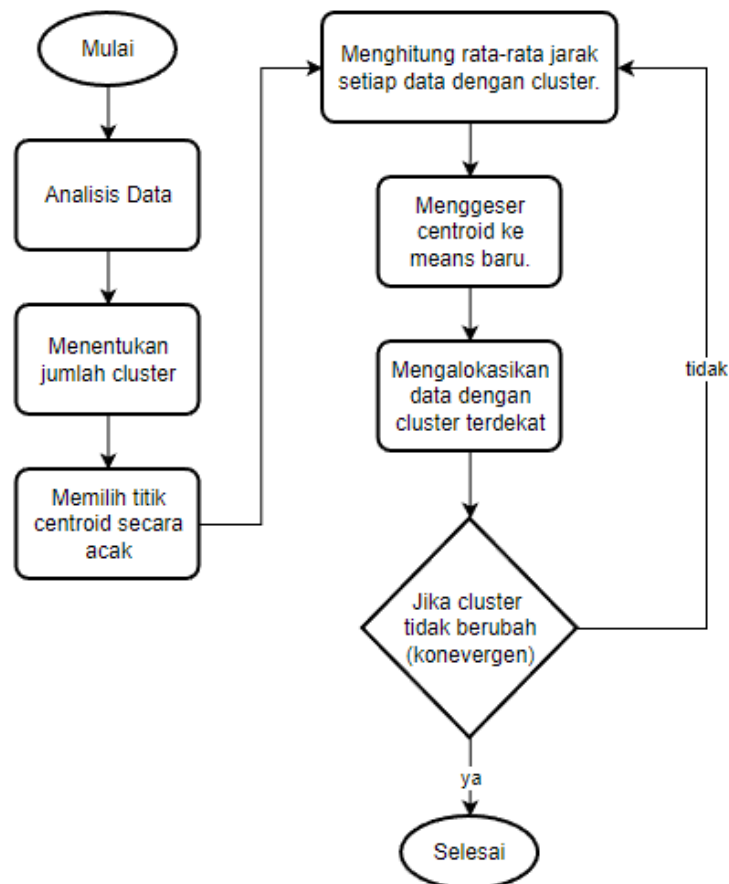 Mulai
Analisis Data
Menentukan
jumlah cluster
Memilih titik
centroid secara
acak
Menghitung rata-rata jarak
setiap data dengan cluster.
Menggeser
centroid ke
means baru.
Mengalokasikan
data dengan
cluster terdekat
Jika cluster
tidak berubah
(konevergen)
tidak
ya
Selesai